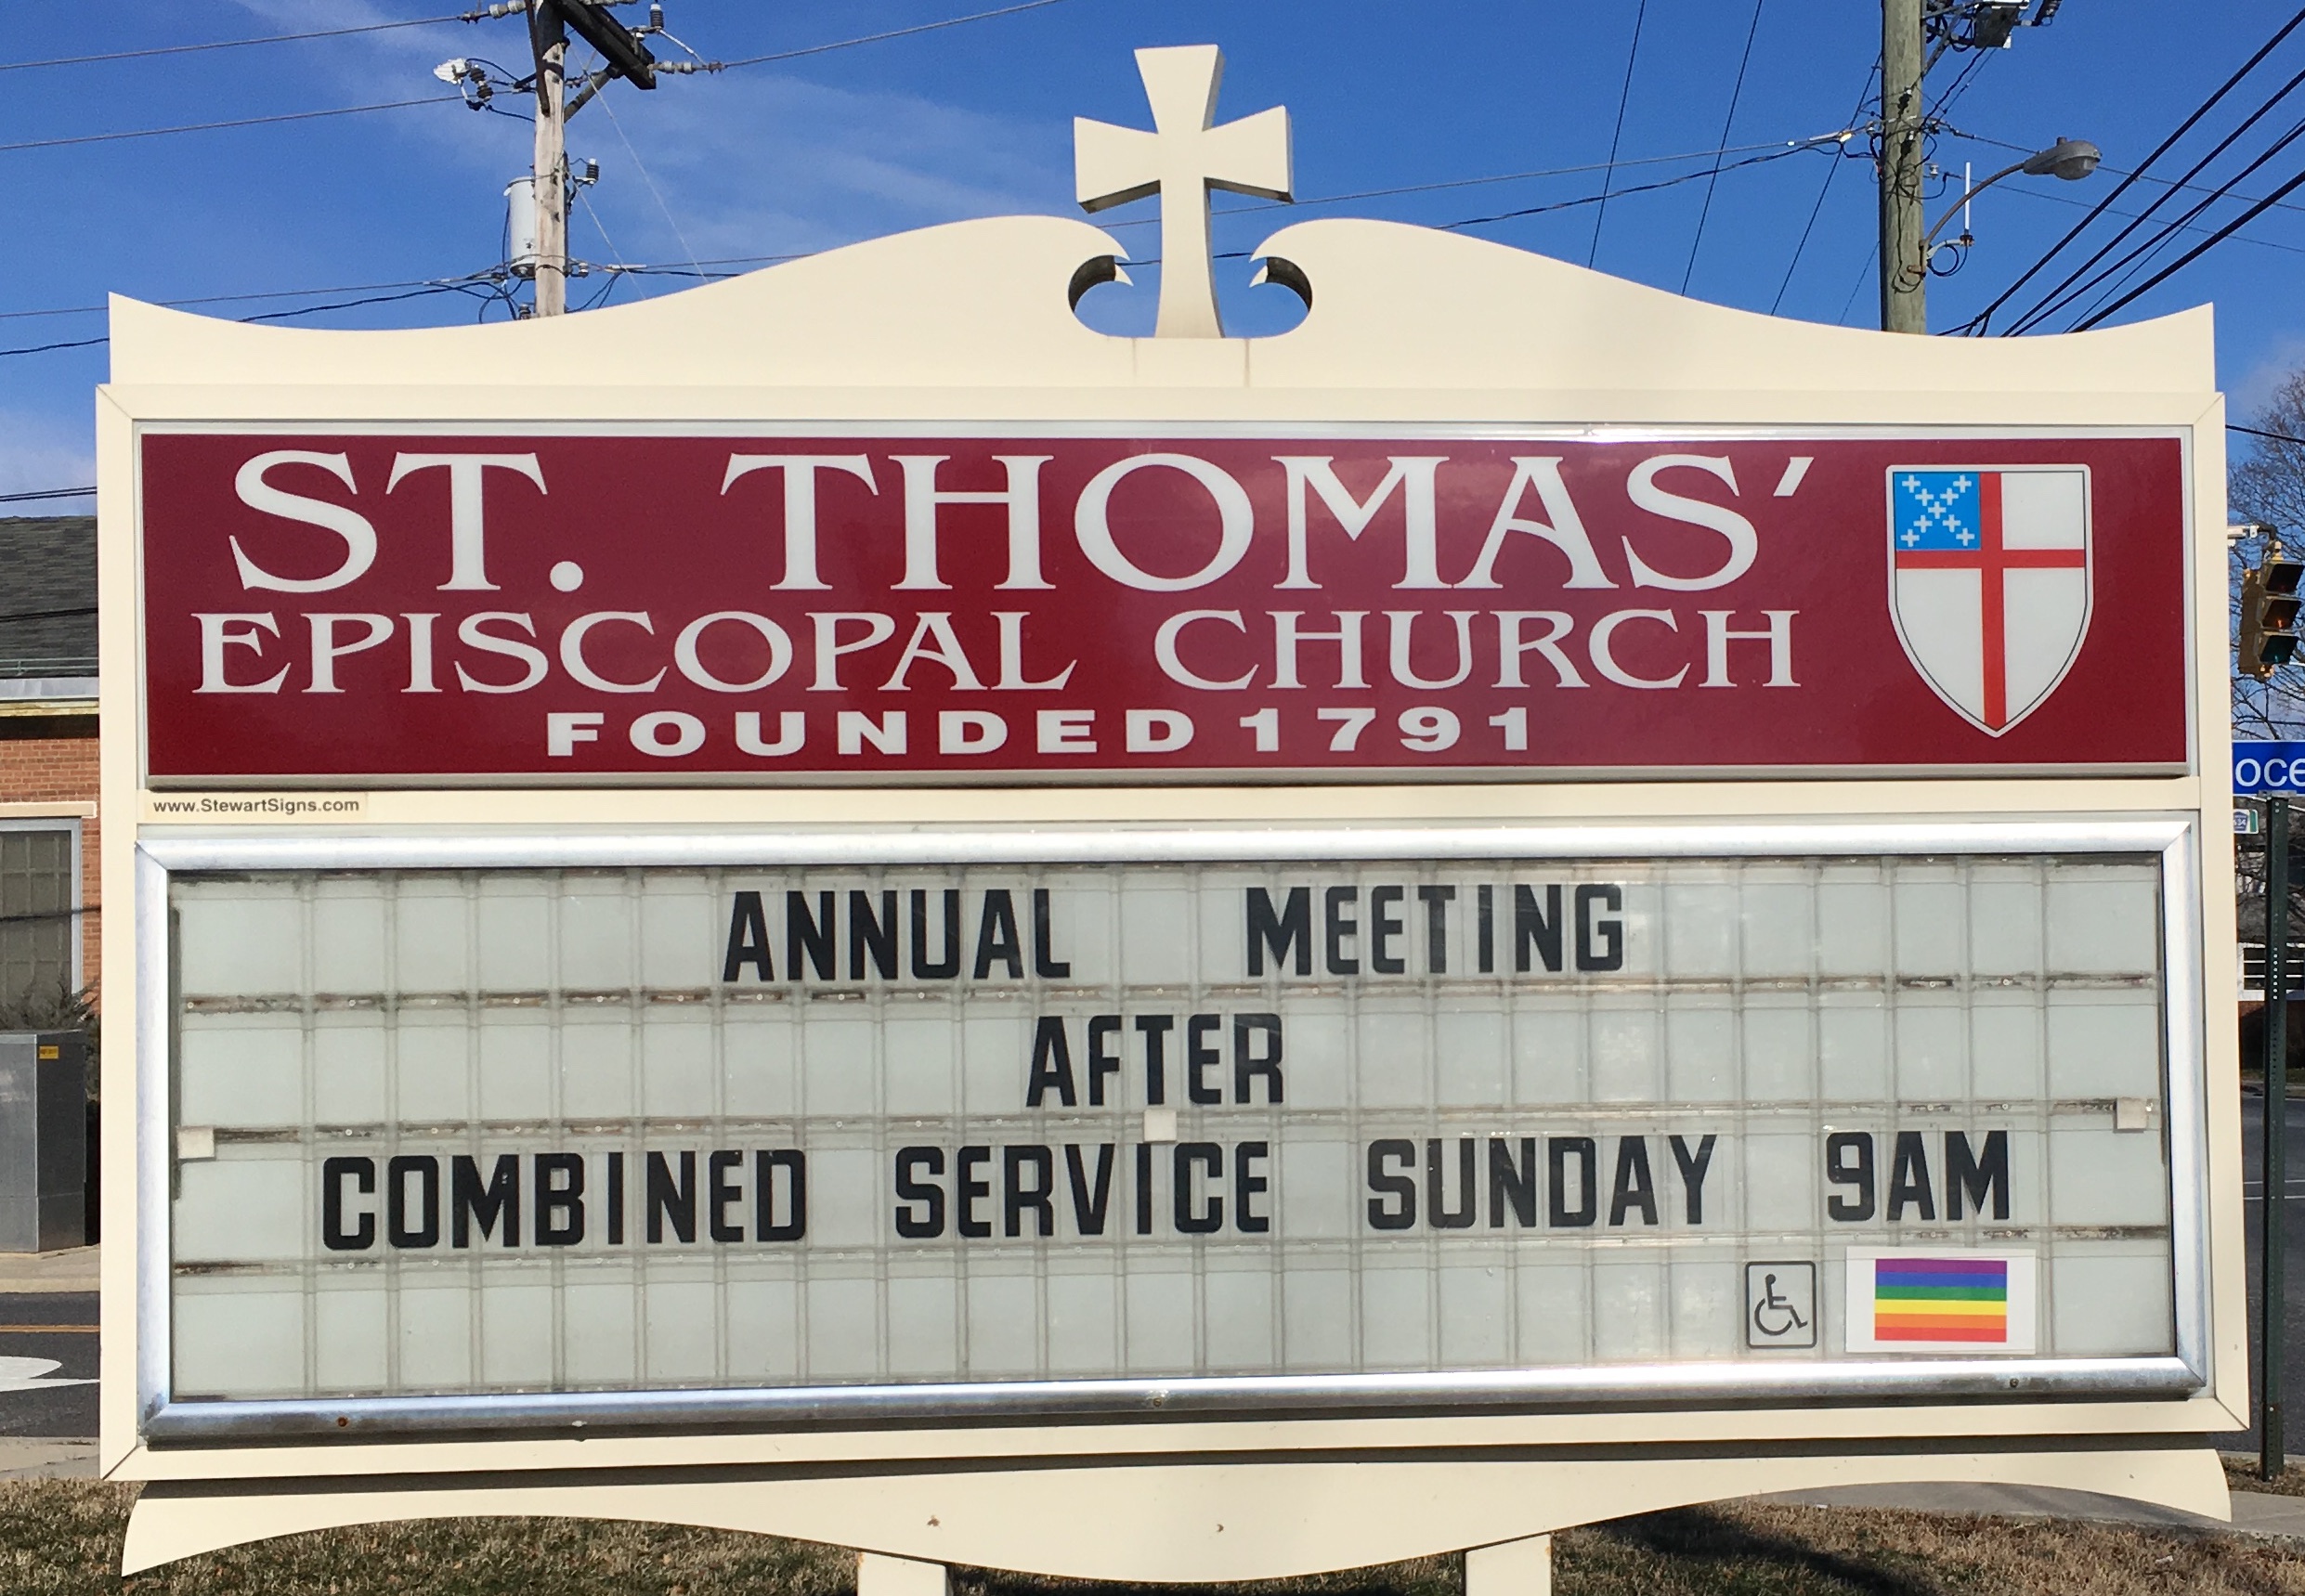 ST. THOMAS'
EPISCOPAL CHURCH
FOUNDED 1791
www.StewartSigns.com
ANNUAL MEETING
AFTER
COMBINED SERVICE SUNDAY 9AM